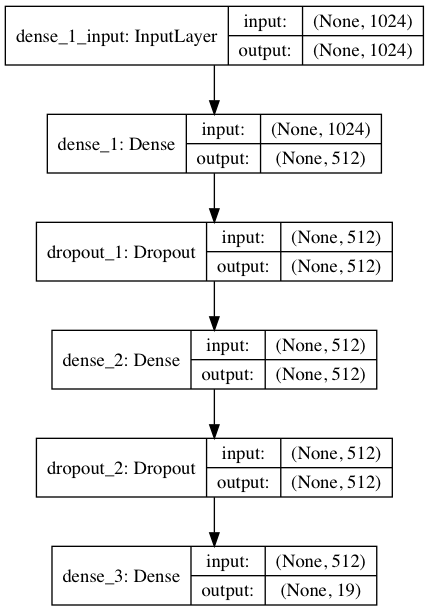 dense_1_input: InputLayer
input: (None, 1024)
output: (None, 1024)
dense_1: Dense
input: (None, 1024)
output: (None, 512)
dropout_1: Dropout
input: (None, 512)
output: (None, 512)
dense_2: Dense
input: (None, 512)
output: (None, 512)
dropout_2: Dropout
input: (None, 512)
output: (None, 512)
dense_3: Dense
input: (None, 512)
output: (None, 19)